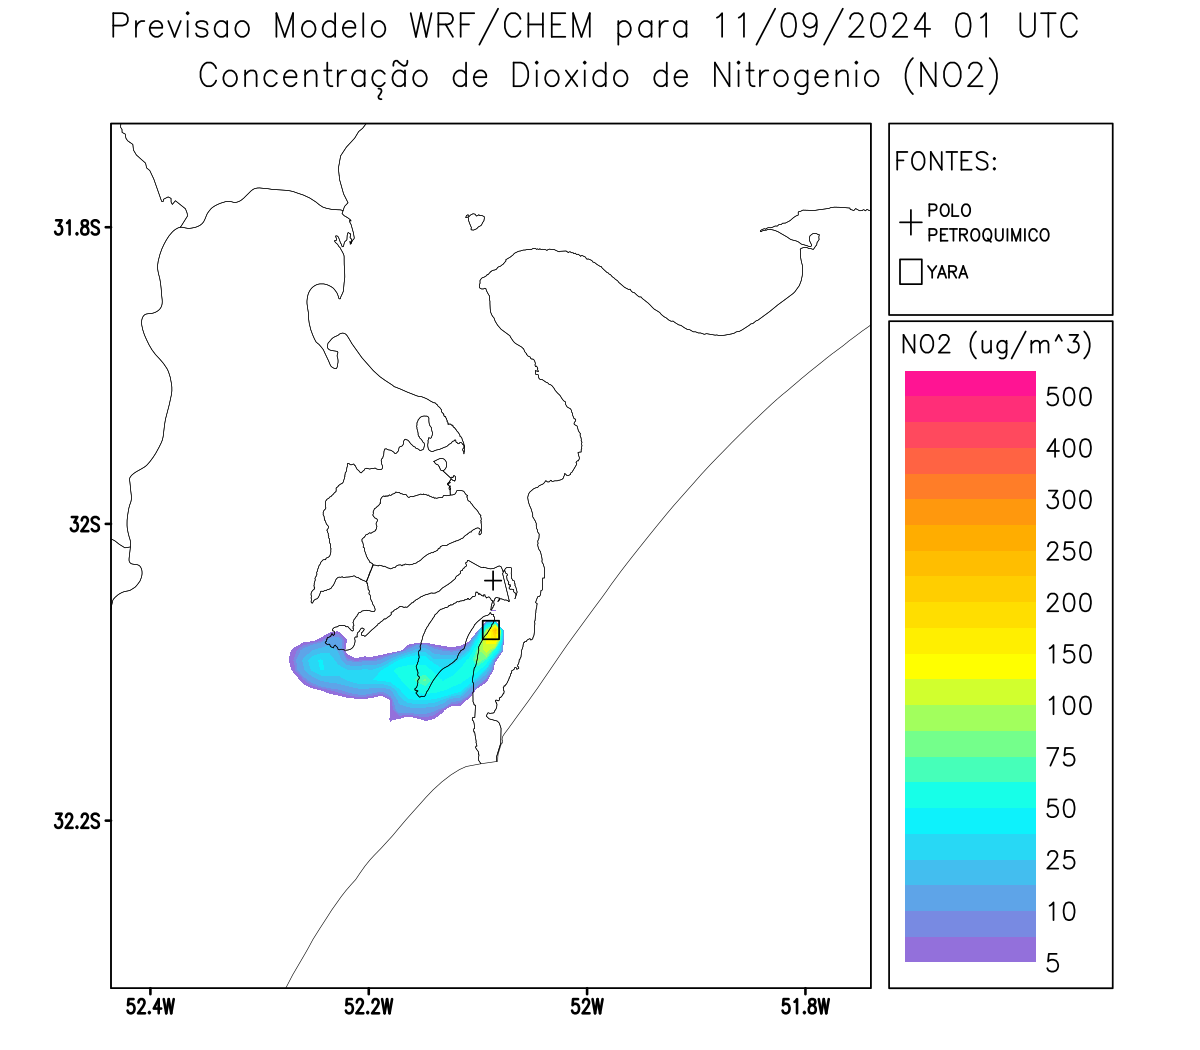 Previsao Modelo WRF/CHEM para 11/09/2024 01 UTC
Concentração de Dioxido de Nitrogenio (NO2)
FONTES:
POLO
PETROQUIMICO
YARA
NO2 (ug/m^3)
500
400
300
250
200
150
100
75
50
25
10
5
31.8S
32S
32.2S
52.4W
52.2W
52W
51.8W